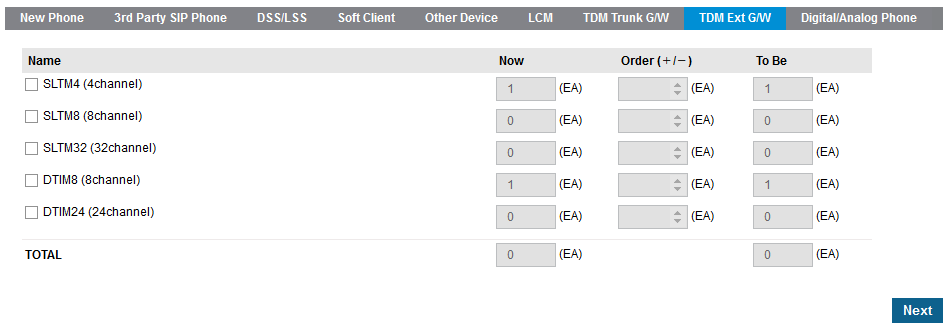 New Phone 3rd Party SIP Phone DSS/LSS Soft Client Other Device LCM TDM Trunk G/W TDM Ext G/W Digital/Analog Phone
Name Now Order (+/−) To Be
SLTM4 (4channel) 1 (EA) (EA) 1 (EA)
SLTM8 (8channel) 0 (EA) (EA) 0 (EA)
SLTM32 (32channel) 0 (EA) (EA) 0 (EA)
DTIM8 (8channel) 1 (EA) (EA) 1 (EA)
DTIM24 (24channel) 0 (EA) (EA) 0 (EA)
TOTAL 0 (EA) 0 (EA)
Next